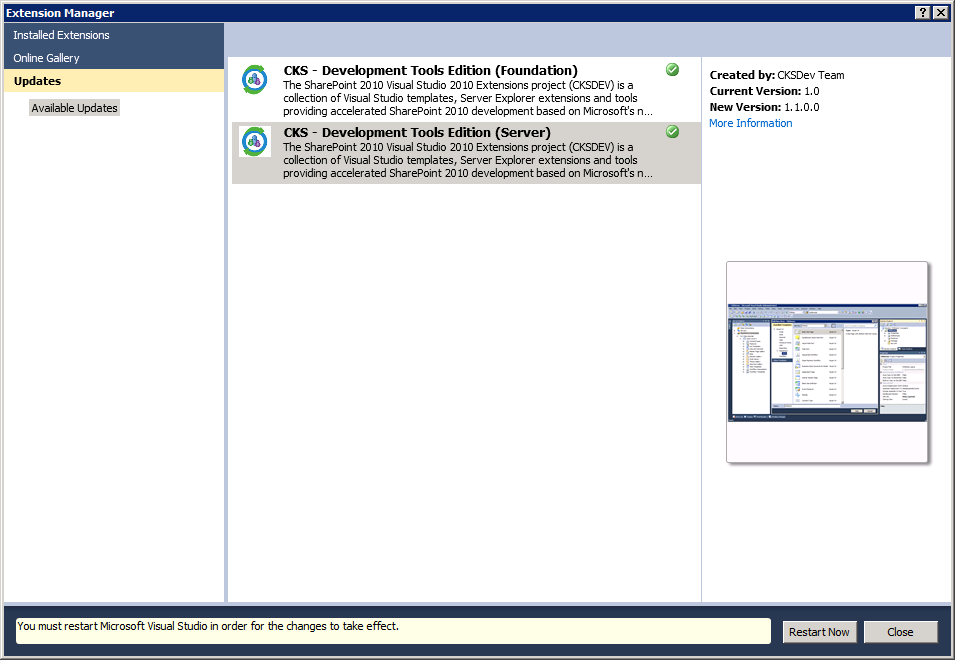 Extension Manager
Installed Extensions
Online Gallery
Updates
Available Updates
CKS - Development Tools Edition (Foundation)
The SharePoint 2010 Visual Studio 2010 Extensions project (CKSDEV) is a
collection of Visual Studio templates, Server Explorer extensions and tools
providing accelerated SharePoint 2010 development based on Microsoft's n...
CKS - Development Tools Edition (Server)
The SharePoint 2010 Visual Studio 2010 Extensions project (CKSDEV) is a
collection of Visual Studio templates, Server Explorer extensions and tools
providing accelerated SharePoint 2010 development based on Microsoft's n...
Created by: CKSDev Team
Current Version: 1.0
New Version: 1.1.0.0
More Information
You must restart Microsoft Visual Studio in order for the changes to take effect.
Restart Now
Close